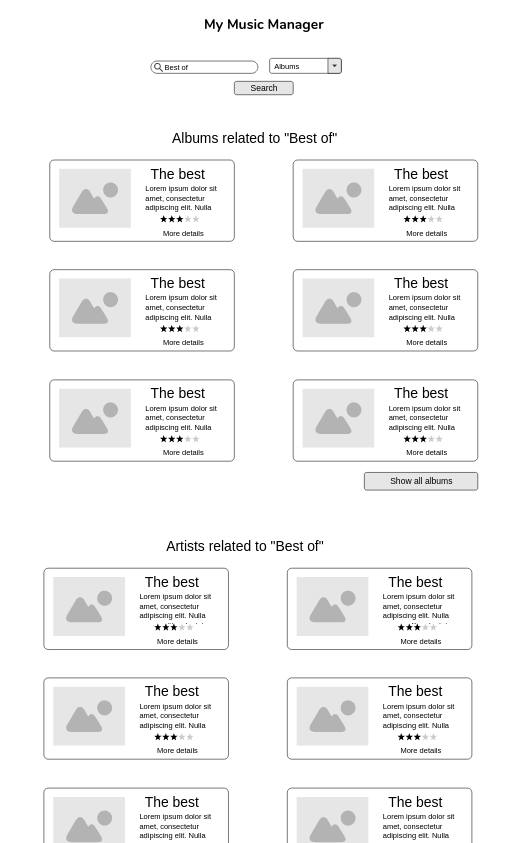 My Music Manager
Best of
Albums
Search
Albums related to "Best of"
The best
Lorem ipsum dolor sit
amet, consectetur
adipiscing elit. Nulla
More details
The best
Lorem ipsum dolor sit
amet, consectetur
adipiscing elit. Nulla
More details
The best
Lorem ipsum dolor sit
amet, consectetur
adipiscing elit. Nulla
More details
The best
Lorem ipsum dolor sit
amet, consectetur
adipiscing elit. Nulla
More details
The best
Lorem ipsum dolor sit
amet, consectetur
adipiscing elit. Nulla
More details
The best
Lorem ipsum dolor sit
amet, consectetur
adipiscing elit. Nulla
More details
Show all albums
Artists related to "Best of"
The best
Lorem ipsum dolor sit
amet, consectetur
adipiscing elit. Nulla
More details
The best
Lorem ipsum dolor sit
amet, consectetur
adipiscing elit. Nulla
More details
The best
Lorem ipsum dolor sit
amet, consectetur
adipiscing elit. Nulla
More details
The best
Lorem ipsum dolor sit
amet, consectetur
adipiscing elit. Nulla
More details
The best
Lorem ipsum dolor sit
amet, consectetur
adipiscing elit. Nulla
The best
Lorem ipsum dolor sit
amet, consectetur
adipiscing elit. Nulla